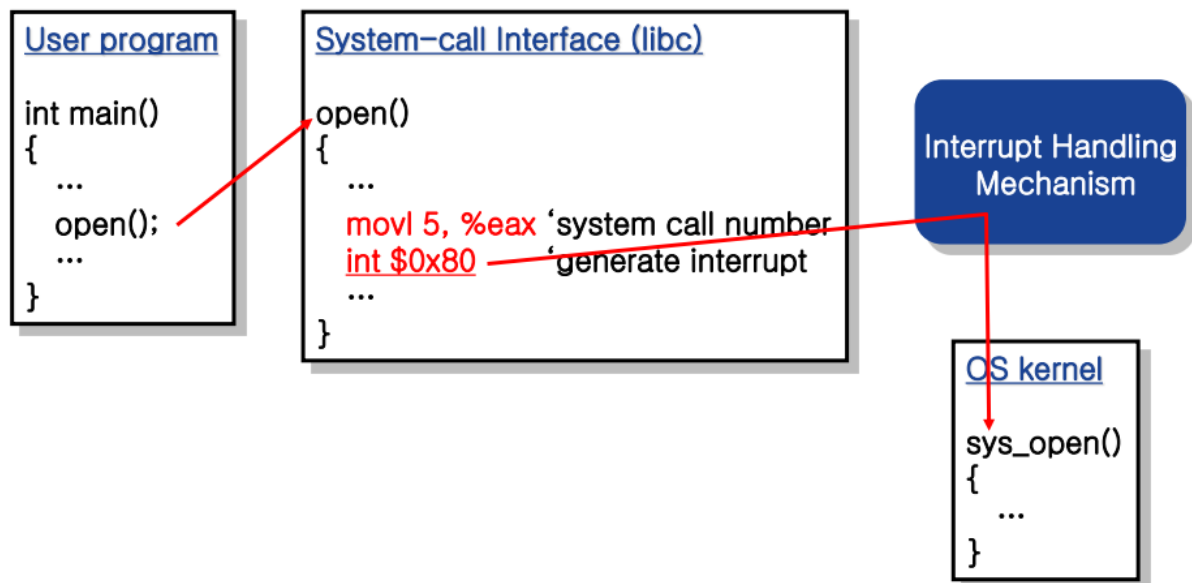 User program
int main()
{
...
open();
...
}
System-call Interface (libc)
open()
{
...
movl 5, %eax ‘system call number
int $0x80 ‘generate interrupt
...
}
Interrupt Handling
Mechanism
OS kernel
sys_open()
{
...
}